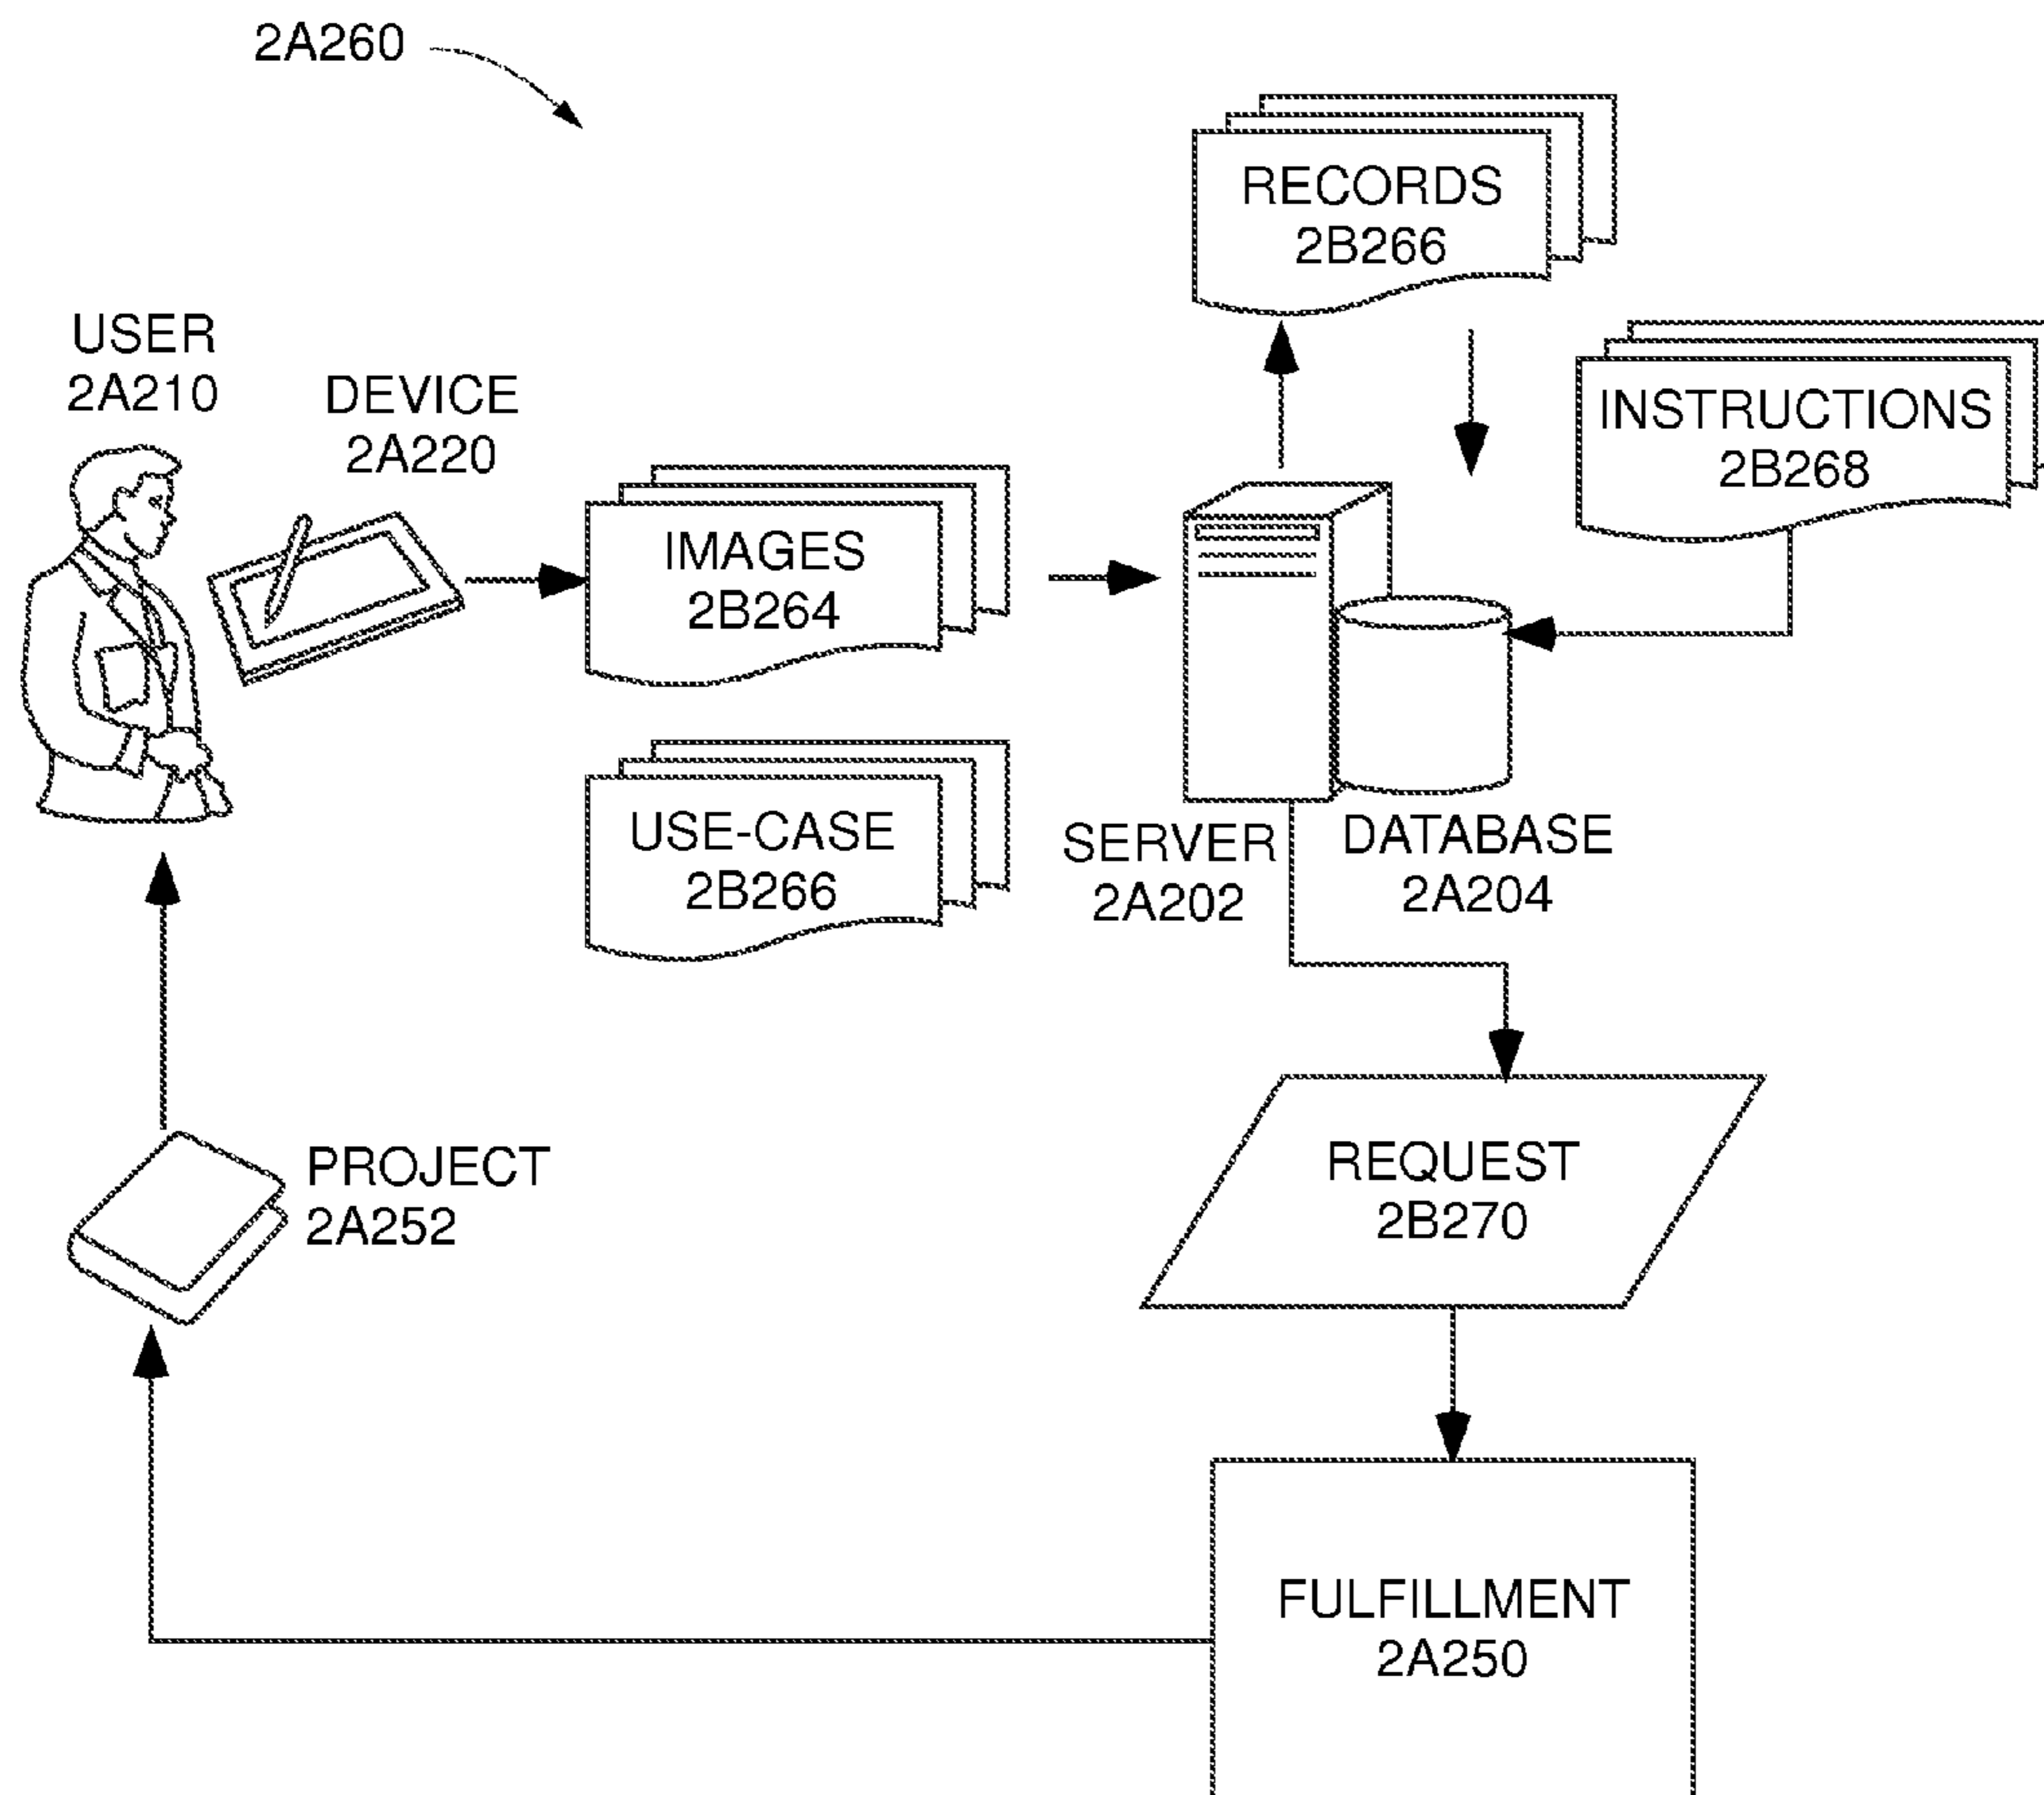 2A260
RECORDS
2B266
USER
2A210
DEVICE
2A220
INSTRUCTIONS
2B268
IMAGES
2B264
USE-CASE
2B266
SERVER
2A202
DATABASE
2A204
PROJECT
2A252
REQUEST
2B270
FULFILLMENT
2A250